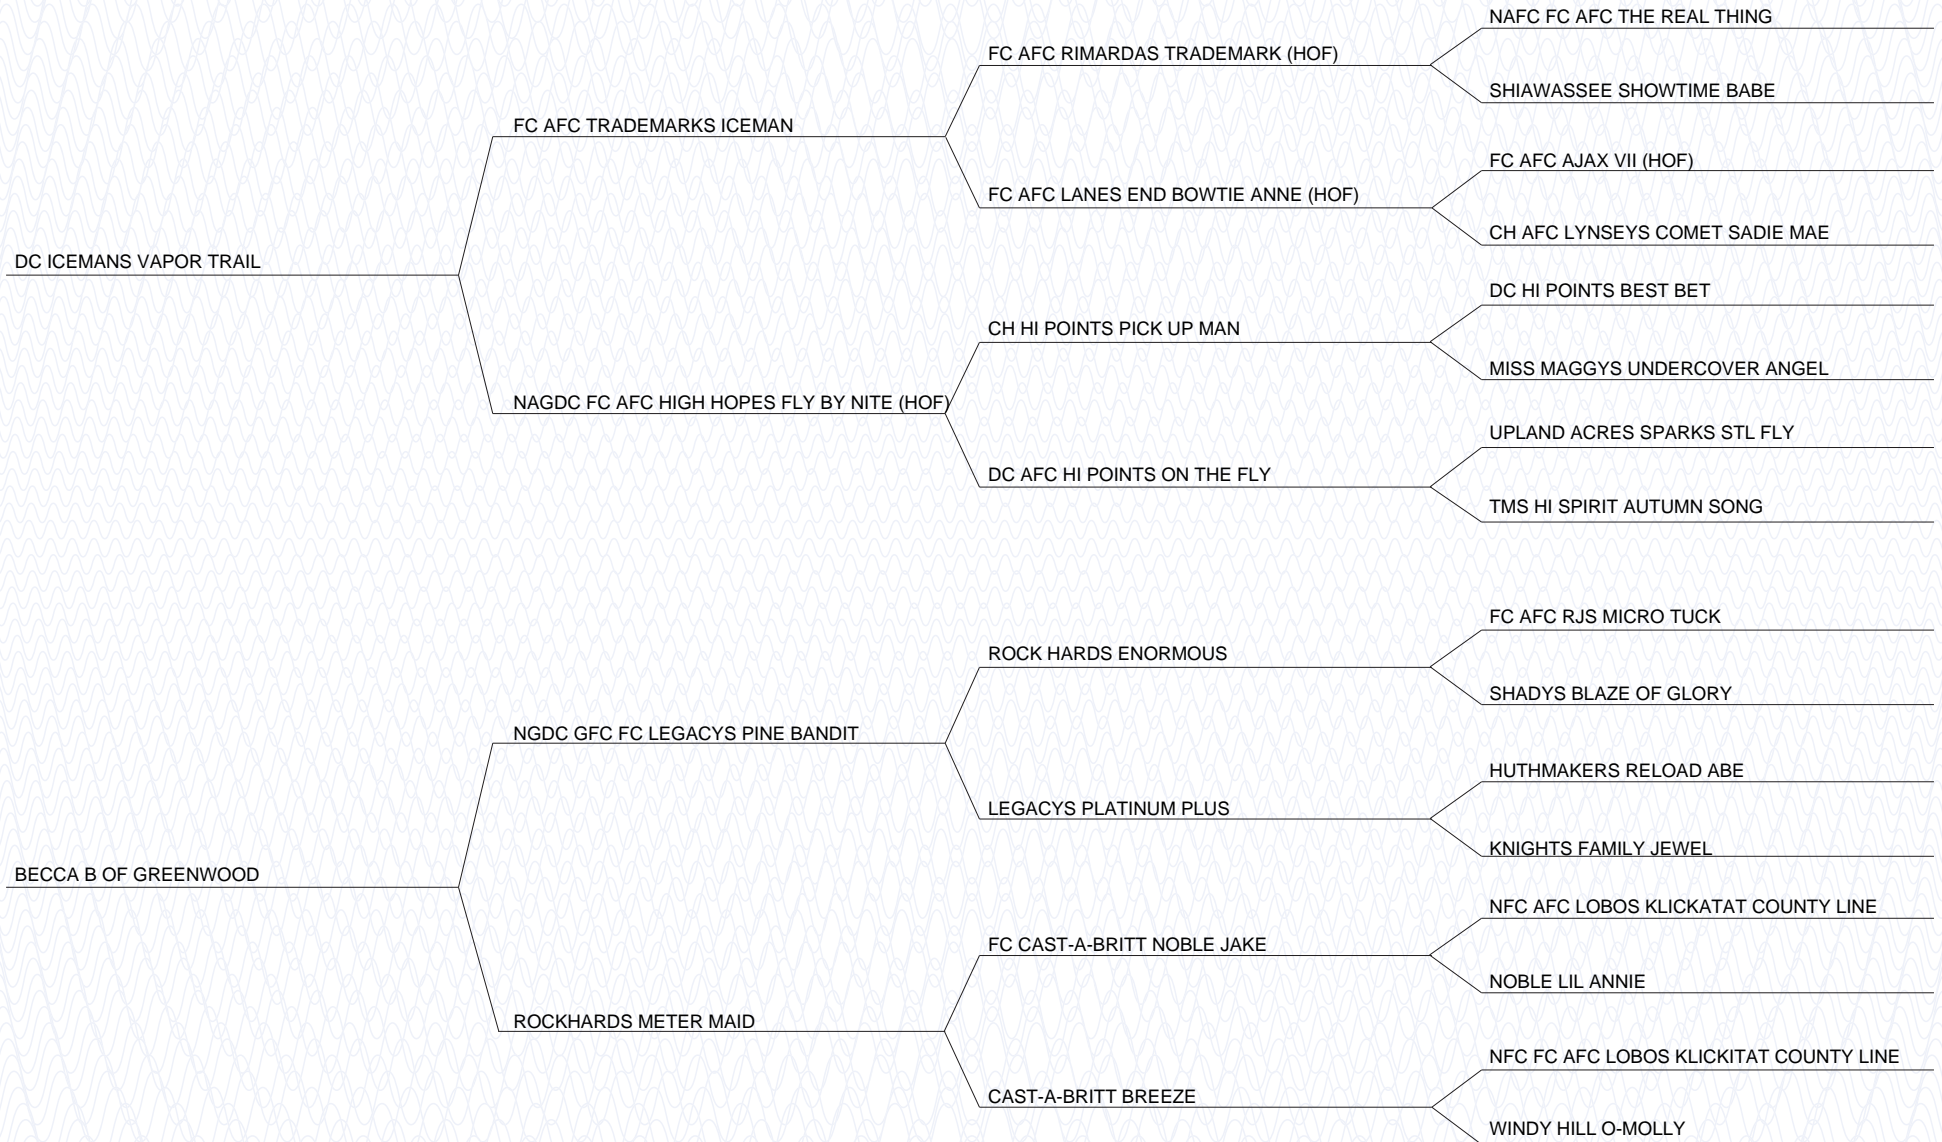 NAFC FC AFC THE REAL THING
FC AFC RIMARDAS TRADEMARK (HOF)
SHIAWASSEE SHOWTIME BABE
FC AFC TRADEMARKS ICEMAN
FC AFC AJAX VII (HOF)
FC AFC LANES END BOWTIE ANNE (HOF)
CH AFC LYNSEYS COMET SADIE MAE
DC ICEMANS VAPOR TRAIL
DC HI POINTS BEST BET
CH HI POINTS PICK UP MAN
MISS MAGGYS UNDERCOVER ANGEL
NAGDC FC AFC HIGH HOPES FLY BY NITE (HOF)
UPLAND ACRES SPARKS STL FLY
DC AFC HI POINTS ON THE FLY
TMS HI SPIRIT AUTUMN SONG
FC AFC RJS MICRO TUCK
ROCK HARDS ENORMOUS
SHADYS BLAZE OF GLORY
NGDC GFC FC LEGACYS PINE BANDIT
HUTHMAKERS RELOAD ABE
LEGACYS PLATINUM PLUS
KNIGHTS FAMILY JEWEL
BECCA B OF GREENWOOD
NFC AFC LOBOS KLICKATAT COUNTY LINE
FC CAST-A-BRITT NOBLE JAKE
NOBLE LIL ANNIE
ROCKHARDS METER MAID
NFC FC AFC LOBOS KLICKITAT COUNTY LINE
CAST-A-BRITT BREEZE
WINDY HILL O-MOLLY